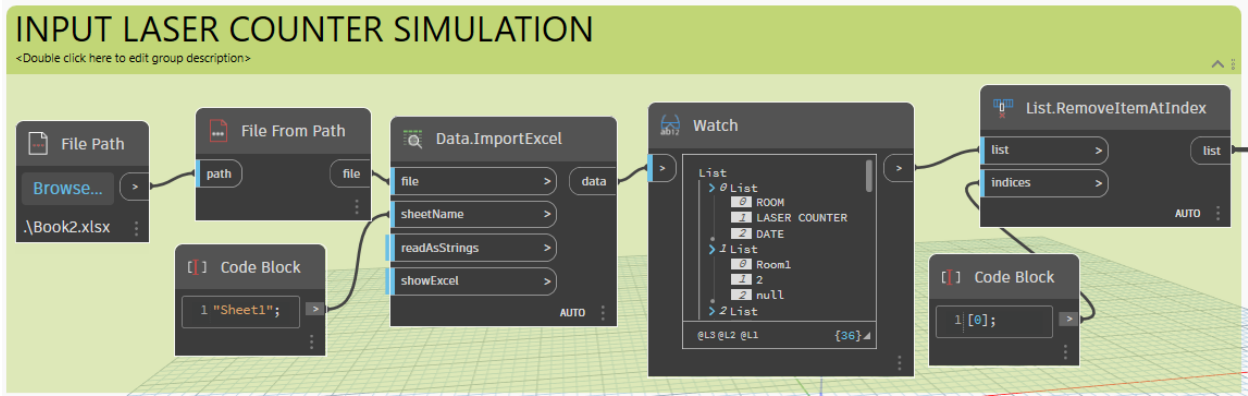 INPUT LASER COUNTER SIMULATION
<Double click here to edit group description>
File Path
Browse... >
.\Book2.xlsx
File From Path
path file
Code Block
1 "Sheet1"; >
Data.ImportExcel
file > data
sheetName >
readAsStrings >
showExcel >
AUTO
Watch
> >
List
0 List
0 ROOM
1 LASER COUNTER
2 DATE
1 List
0 Room1
1 2
2 null
2 List
@L3 @L2 @L1 {36}
List.RemoveItemAtIndex
list > list
indices >
AUTO
Code Block
1 [0]; >